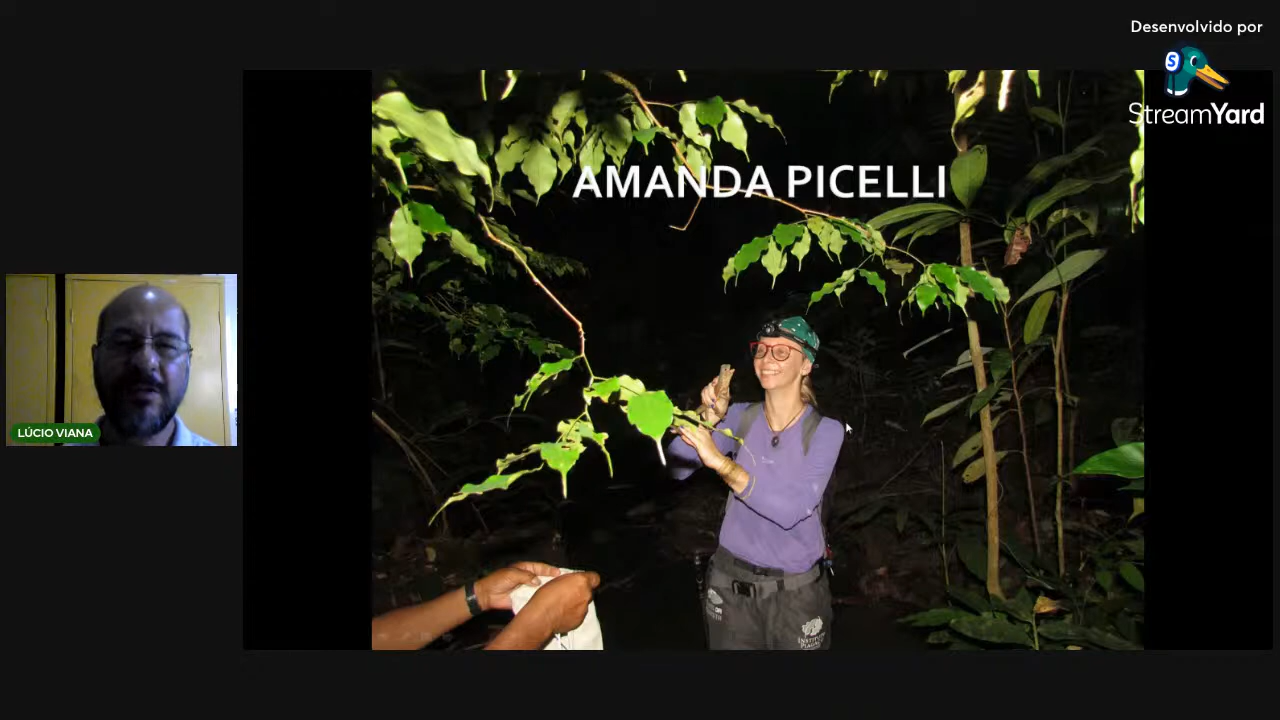 Desenvolvido por
S
StreamYard
AMANDA PICELLI
LÚCIO VIANA